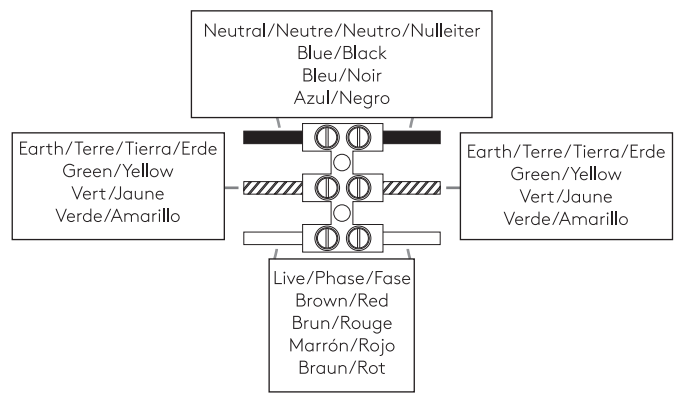 Neutral/Neutre/Neutro/Nulleiter
Blue/Black
Bleu/Noir
Azul/Negro
Earth/Terre/Tierra/Erde
Green/Yellow
Vert/Jaune
Verde/Amarillo
Earth/Terre/Tierra/Erde
Green/Yellow
Vert/Jaune
Verde/Amarillo
Live/Phase/Fase
Brown/Red
Brun/Rouge
Marrón/Rojo
Braun/Rot